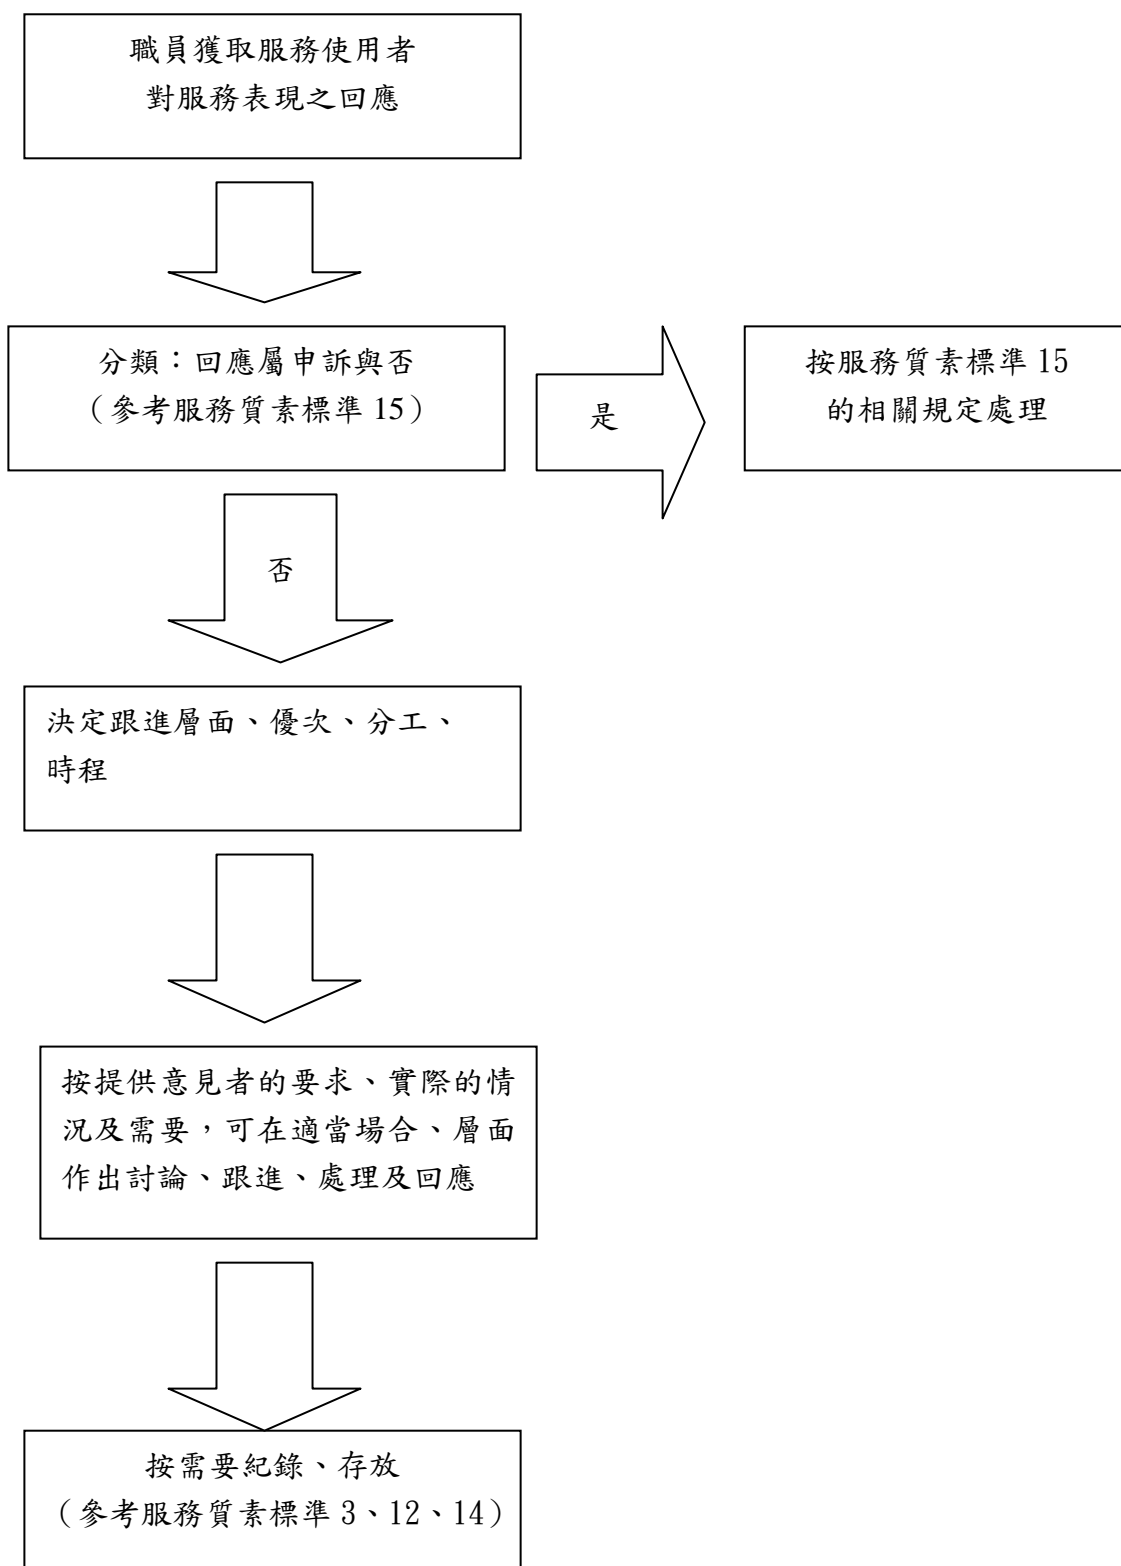 職員獲取服務使用者
對服務表現之回應
分類：回應屬申訴與否
（參考服務質素標準 15）
是
按服務質素標準 15
的相關規定處理
否
決定跟進層面、優次、分工、
時程
按提供意見者的要求、實際的情
況及需要，可在適當場合、層面
作出討論、跟進、處理及回應
按需要紀錄、存放
（參考服務質素標準 3、12、14）